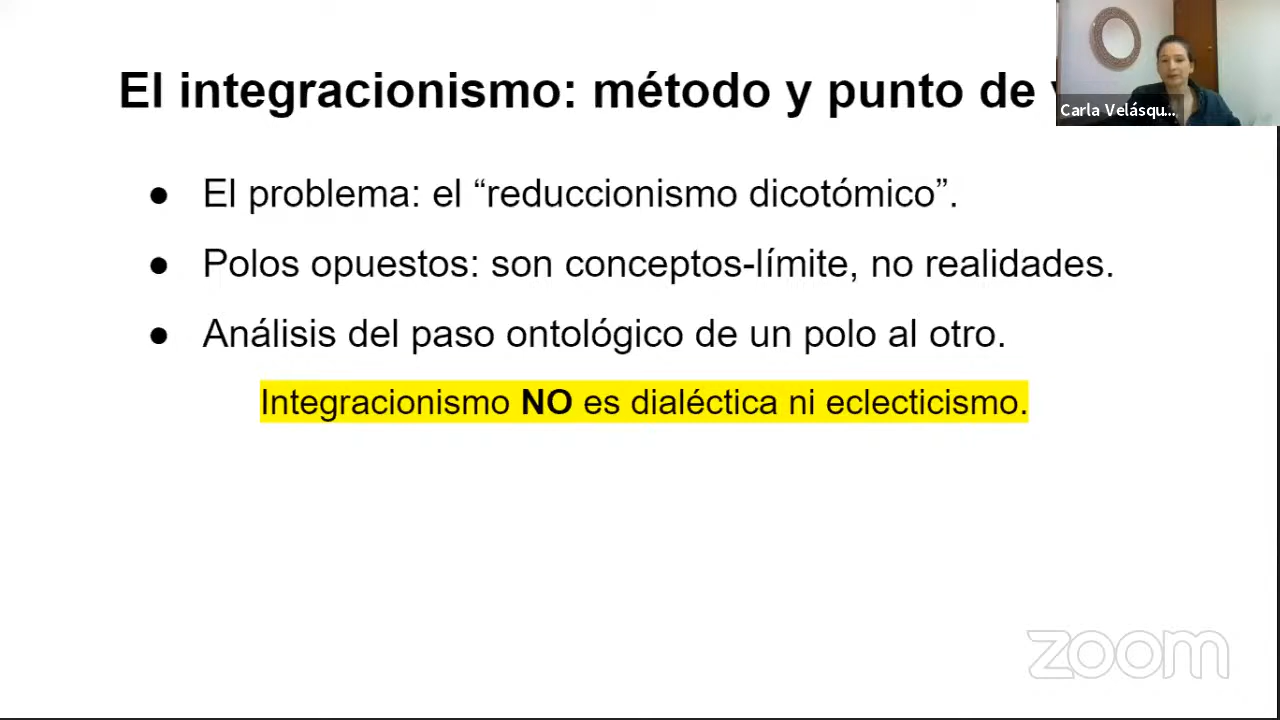 El integracionismo: método y punto de
Carla Velásqu...
● El problema: el “reduccionismo dicotómico”.
● Polos opuestos: son conceptos-límite, no realidades.
● Análisis del paso ontológico de un polo al otro.
Integracionismo NO es dialéctica ni eclecticismo.
zoom